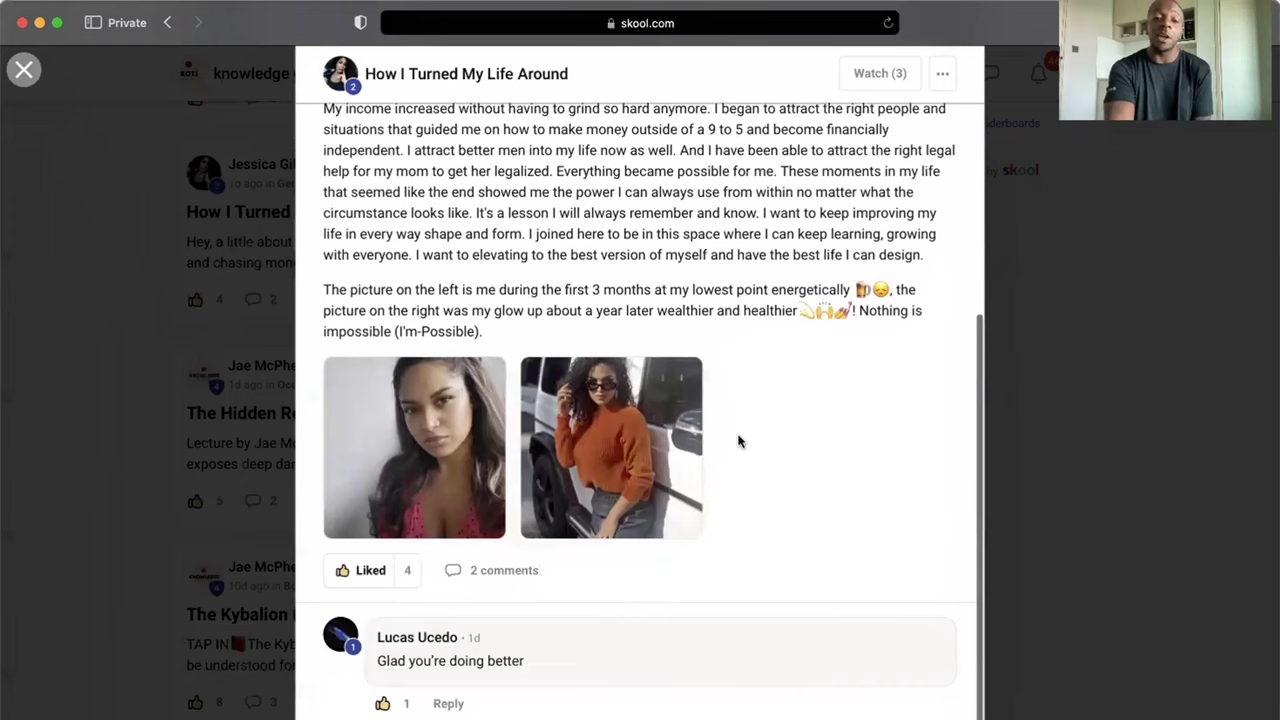 Private
skool.com
knowledge
How I Turned My Life Around
Watch (3)
2
My income increased without having to grind so hard anymore. I began to attract the right people and
situations that guided me on how to make money outside of a 9 to 5 and become financially
independent. I attract better men into my life now as well. And I have been able to attract the right legal
help for my mom to get her legalized. Everything became possible for me. These moments in my life
that seemed like the end showed me the power I can always use from within no matter what the
circumstance looks like. It's a lesson I will always remember and know. I want to keep improving my
life in every way shape and form. I joined here to be in this space where I can keep learning, growing
with everyone. I want to elevating to the best version of myself and have the best life I can design.
The picture on the left is me during the first 3 months at my lowest point energetically 🍺😞, the
picture on the right was my glow up about a year later wealthier and healthier💫🙌💅! Nothing is
impossible (I'm-Possible).
Liked 4
2 comments
Lucas Ucedo · 1d
1
Glad you're doing better
1 Reply
Jessica Gil
1d ago in Ge
How I Turned
Hey, a little about
and chasing mon
4 2
Jae McPhe
4
1d ago in Occ
The Hidden Re
Lecture by Jae Mc
exposes deep dar
5 2
Jae McPhe
4
10d ago in Bo
The Kybalion
TAP IN The Kyb
be understood for
8 3
aderboards
by skool